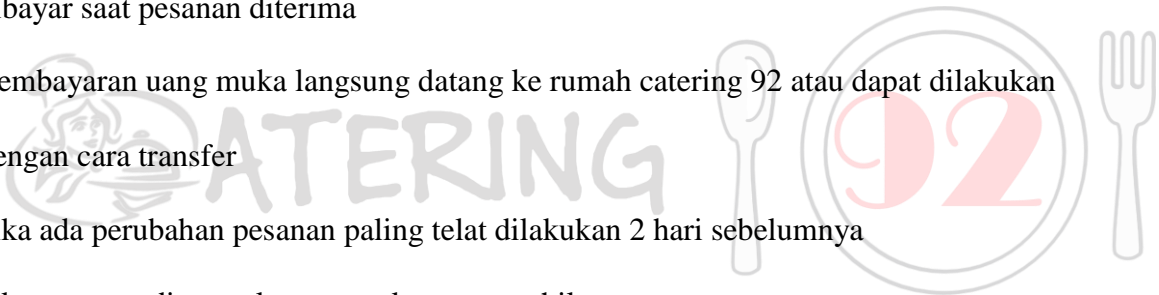 bayar saat pesanan diterima
embayaran uang muka langsung datang ke rumah catering 92 atau dapat dilakukan
engan cara transfer
ka ada perubahan pesanan paling telat dilakukan 2 hari sebelumnya
ATERING 92